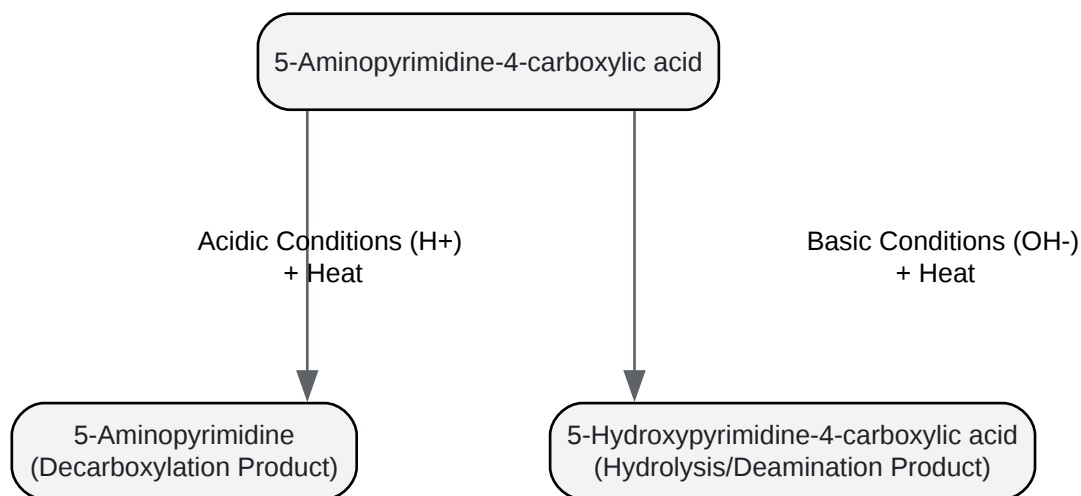 5-Aminopyrimidine-4-carboxylic acid
Acidic Conditions (H+)
+ Heat
Basic Conditions (OH-)
+ Heat
5-Aminopyrimidine
(Decarboxylation Product)
5-Hydroxypyrimidine-4-carboxylic acid
(Hydrolysis/Deamination Product)